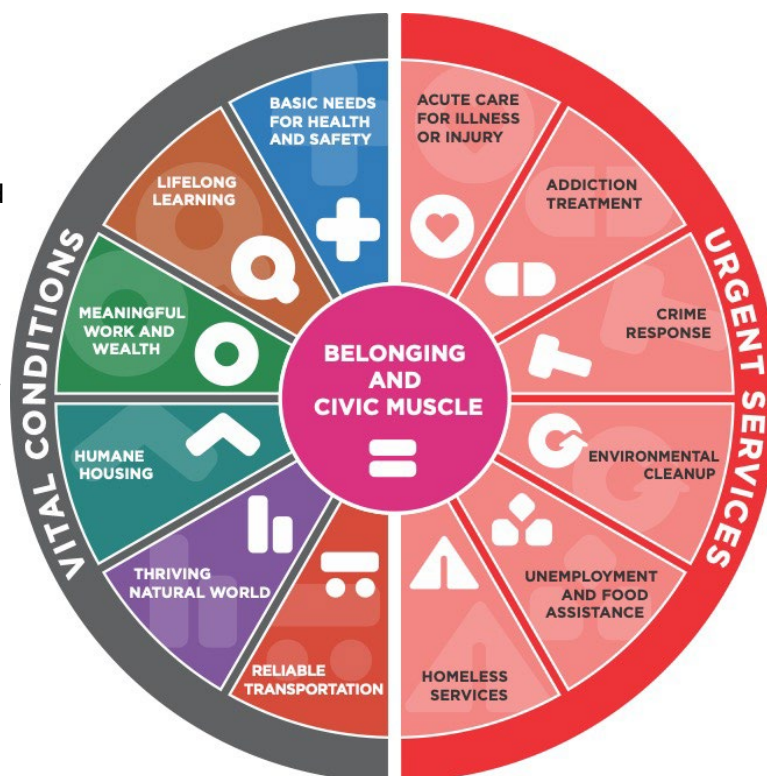 VITAL CONDITIONS
BASIC NEEDS
FOR HEALTH
AND SAFETY
LIFELONG
LEARNING
MEANINGFUL
WORK AND
WEALTH
HUMANE
HOUSING
THRIVING
NATURAL WORLD
RELIABLE
TRANSPORTATION
BELONGING
AND
CIVIC MUSCLE
URGENT SERVICES
ACUTE CARE
FOR ILLNESS
OR INJURY
ADDICTION
TREATMENT
CRIME
RESPONSE
ENVIRONMENTAL
CLEANUP
UNEMPLOYMENT
AND FOOD
ASSISTANCE
HOMELESS
SERVICES